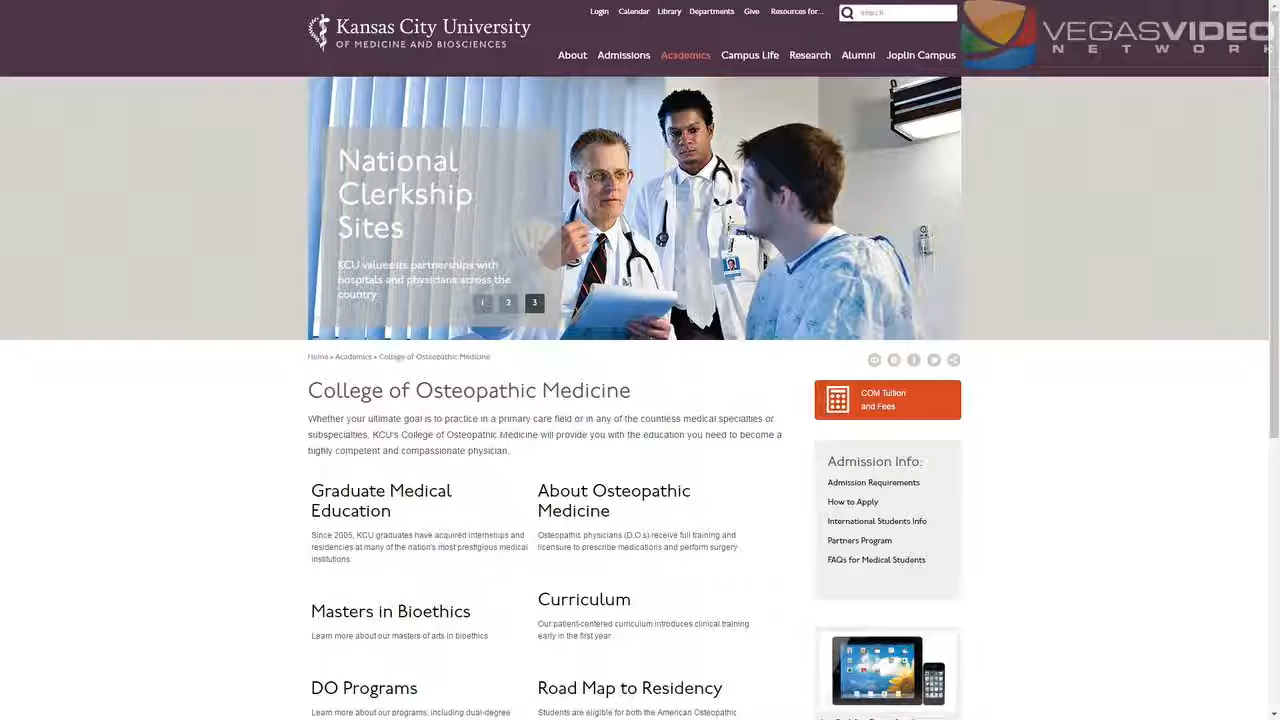 Login Calendar Library Departments Give Resources for... search
Kansas City University
OF MEDICINE AND BIOSCIENCES
VEGASVIDEO
NETWORK
About Admissions Academics Campus Life Research Alumni Joplin Campus
National
Clerkship
Sites
KCU values its partnerships with
hospitals and physicians across the
country
1 2 3
Home » Academics » College of Osteopathic Medicine
College of Osteopathic Medicine
Whether your ultimate goal is to practice in a primary care field or in any of the countless medical specialties or
subspecialties, KCU's College of Osteopathic Medicine will provide you with the education you need to become a
highly competent and compassionate physician.
Graduate Medical
Education
Since 2005, KCU graduates have acquired internships and
residencies at many of the nation's most prestigious medical
institutions
About Osteopathic
Medicine
Osteopathic physicians (D.O.s) receive full training and
licensure to prescribe medications and perform surgery
Masters in Bioethics
Learn more about our masters of arts in bioethics
Curriculum
Our patient-centered curriculum introduces clinical training
early in the first year
DO Programs
Learn more about our programs, including dual-degree
Road Map to Residency
Students are eligible for both the American Osteopathic
COM Tuition
and Fees
Admission Info:
Admission Requirements
How to Apply
International Students Info
Partners Program
FAQs for Medical Students